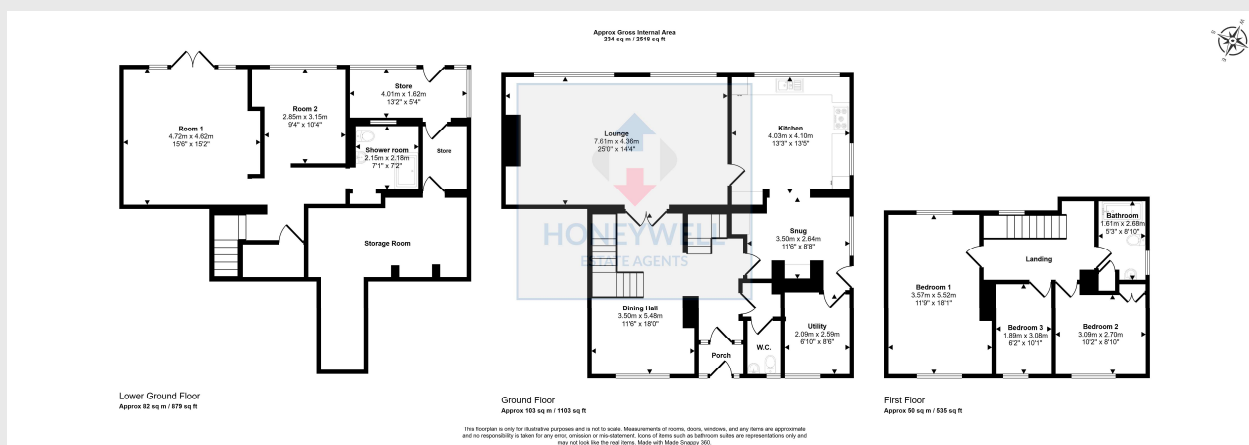 Approx Gross Internal Area
234 sq m / 2518 sq ft
Room 1
4.72m x 4.62m
15'6" x 15'2"
Room 2
2.85m x 3.15m
9'4" x 10'4"
Store
4.01m x 1.62m
13'2" x 5'4"
Shower room
2.15m x 2.18m
7'1" x 7'2"
Store
Storage Room
Lower Ground Floor
Approx 82 sq m / 879 sq ft
Lounge
7.61m x 4.36m
25'0" x 14'4"
Kitchen
4.03m x 4.10m
13'3" x 13'5"
HONEYWELL
ESTATE AGENTS
Snug
3.50m x 2.64m
11'6" x 8'8"
Dining Hall
3.50m x 5.48m
11'6" x 18'0"
Utility
2.09m x 2.59m
6'10" x 8'6"
W.C.
Porch
Ground Floor
Approx 103 sq m / 1103 sq ft
Bathroom
1.61m x 2.68m
5'3" x 8'10"
Landing
Bedroom 1
3.57m x 5.52m
11'9" x 18'1"
Bedroom 3
1.89m x 3.08m
6'2" x 10'1"
Bedroom 2
3.09m x 2.70m
10'2" x 8'10"
First Floor
Approx 50 sq m / 535 sq ft
This floorplan is only for illustrative purposes and is not to scale. Measurements of rooms, doors, windows, and any items are approximate
and no responsibility is taken for any error, omission or mis-statement. Icons of items such as bathroom suites are representations only and
may not look like the real items. Made with Made Snappy 360.